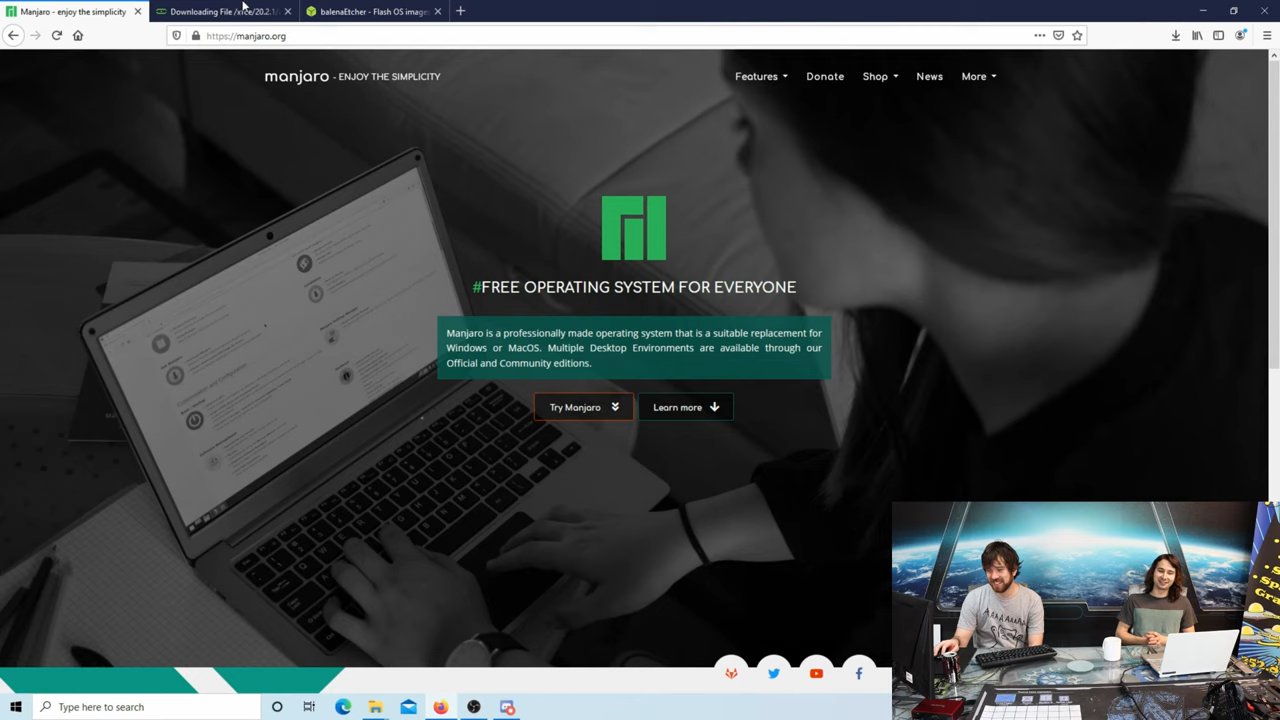 Manjaro - enjoy the simplicity
Downloading File /xfce/20.2.1/
balenaEtcher - Flash OS images
https://manjaro.org
manjaro - ENJOY THE SIMPLICITY
Features
Donate
Shop
News
More
#FREE OPERATING SYSTEM FOR EVERYONE
Manjaro is a professionally made operating system that is a suitable replacement for
Windows or MacOS. Multiple Desktop Environments are available through our
Official and Community editions.
Try Manjaro
Learn more
Type here to search